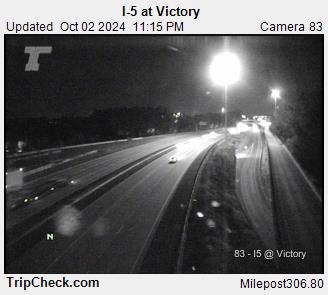 I-5 at Victory
Updated  Oct 02 2024  11:15 PM
Camera 83
T
N
83 - I5 @ Victory
TripCheck.com
Milepost306.80